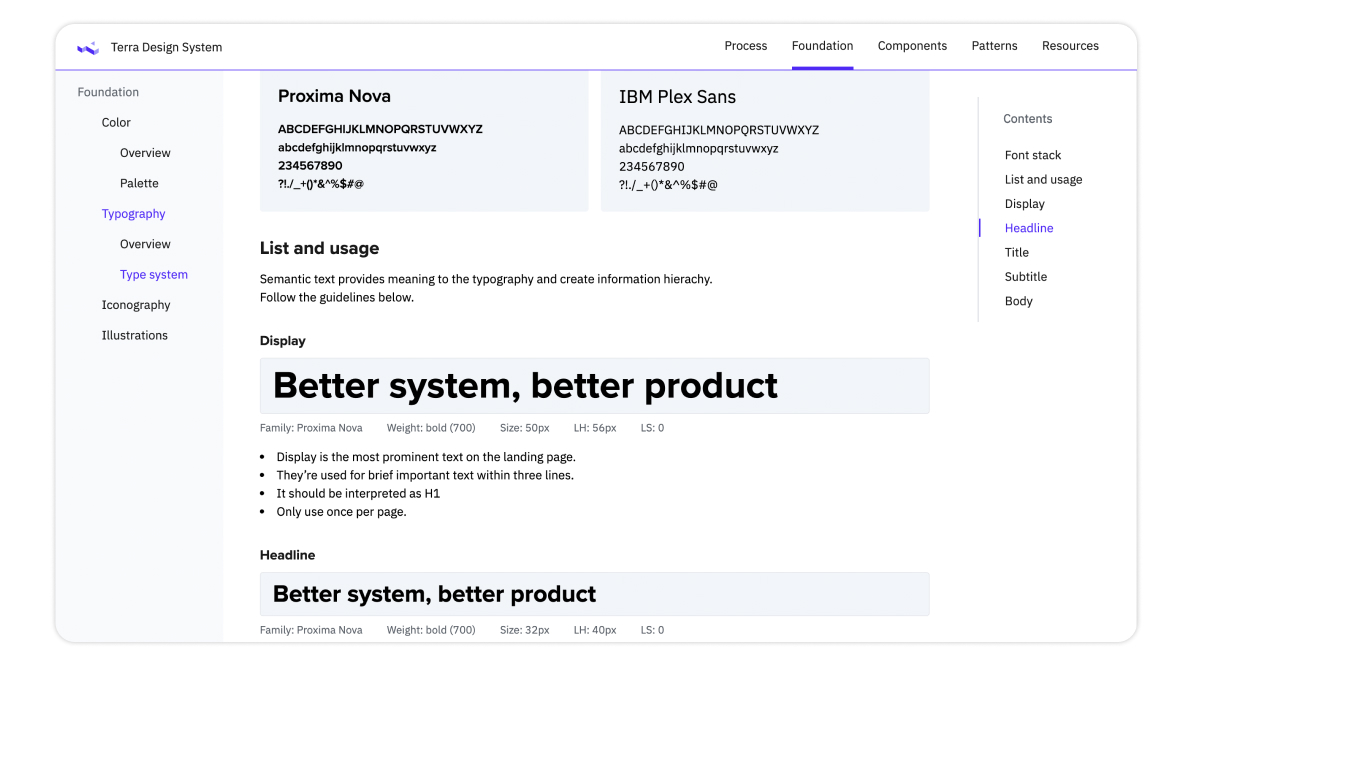 Terra Design System
Process
Foundation
Components
Patterns
Resources
Foundation
Color
Overview
Palette
Typography
Overview
Type system
Iconography
Illustrations
Proxima Nova
ABCDEFGHIJKLMNOPQRSTUVWXYZ
abcdefghijklmnopqrstuvwxyz
234567890
?!./_+()*&^%$#@
IBM Plex Sans
ABCDEFGHIJKLMNOPQRSTUVWXYZ
abcdefghijklmnopqrstuvwxyz
234567890
?!./_+()*&^%$#@
List and usage
Semantic text provides meaning to the typography and create information hierachy.
Follow the guidelines below.
Display
Better system, better product
Family: Proxima Nova Weight: bold (700) Size: 50px LH: 56px LS: 0
• Display is the most prominent text on the landing page.
• They’re used for brief important text within three lines.
• It should be interpreted as H1
• Only use once per page.
Headline
Better system, better product
Family: Proxima Nova Weight: bold (700) Size: 32px LH: 40px LS: 0
Contents
Font stack
List and usage
Display
Headline
Title
Subtitle
Body